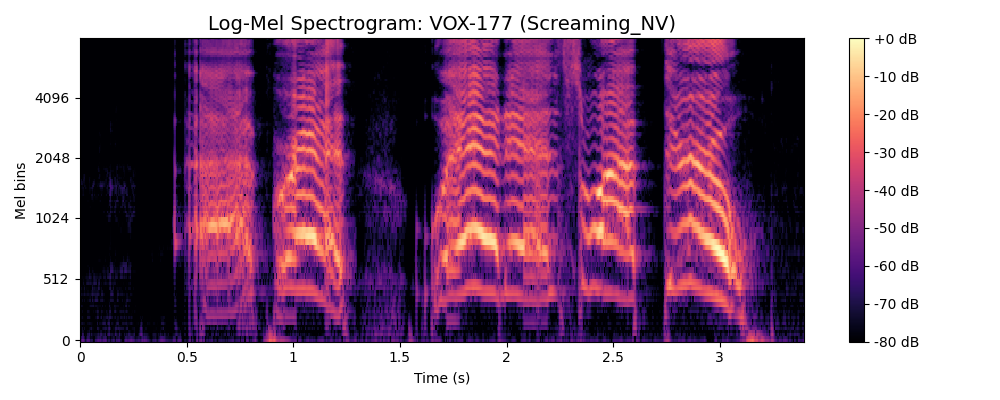 Log-Mel Spectrogram: VOX-177 (Screaming_NV)
Mel bins
4096
2048
1024
512
0
0
0.5
1
1.5
2
2.5
3
Time (s)
+0 dB
-10 dB
-20 dB
-30 dB
-40 dB
-50 dB
-60 dB
-70 dB
-80 dB